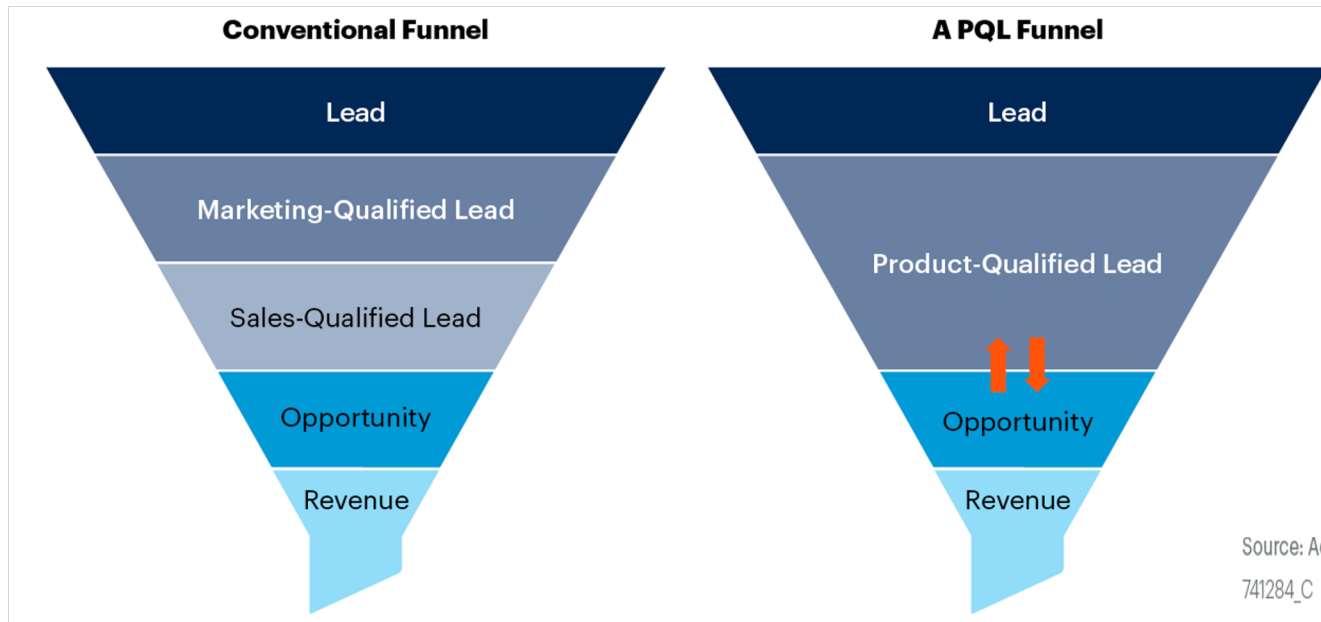 Conventional Funnel
Lead
Marketing-Qualified Lead
Sales-Qualified Lead
Opportunity
Revenue
A PQL Funnel
Lead
Product-Qualified Lead
Opportunity
Revenue
Source:
741284_C